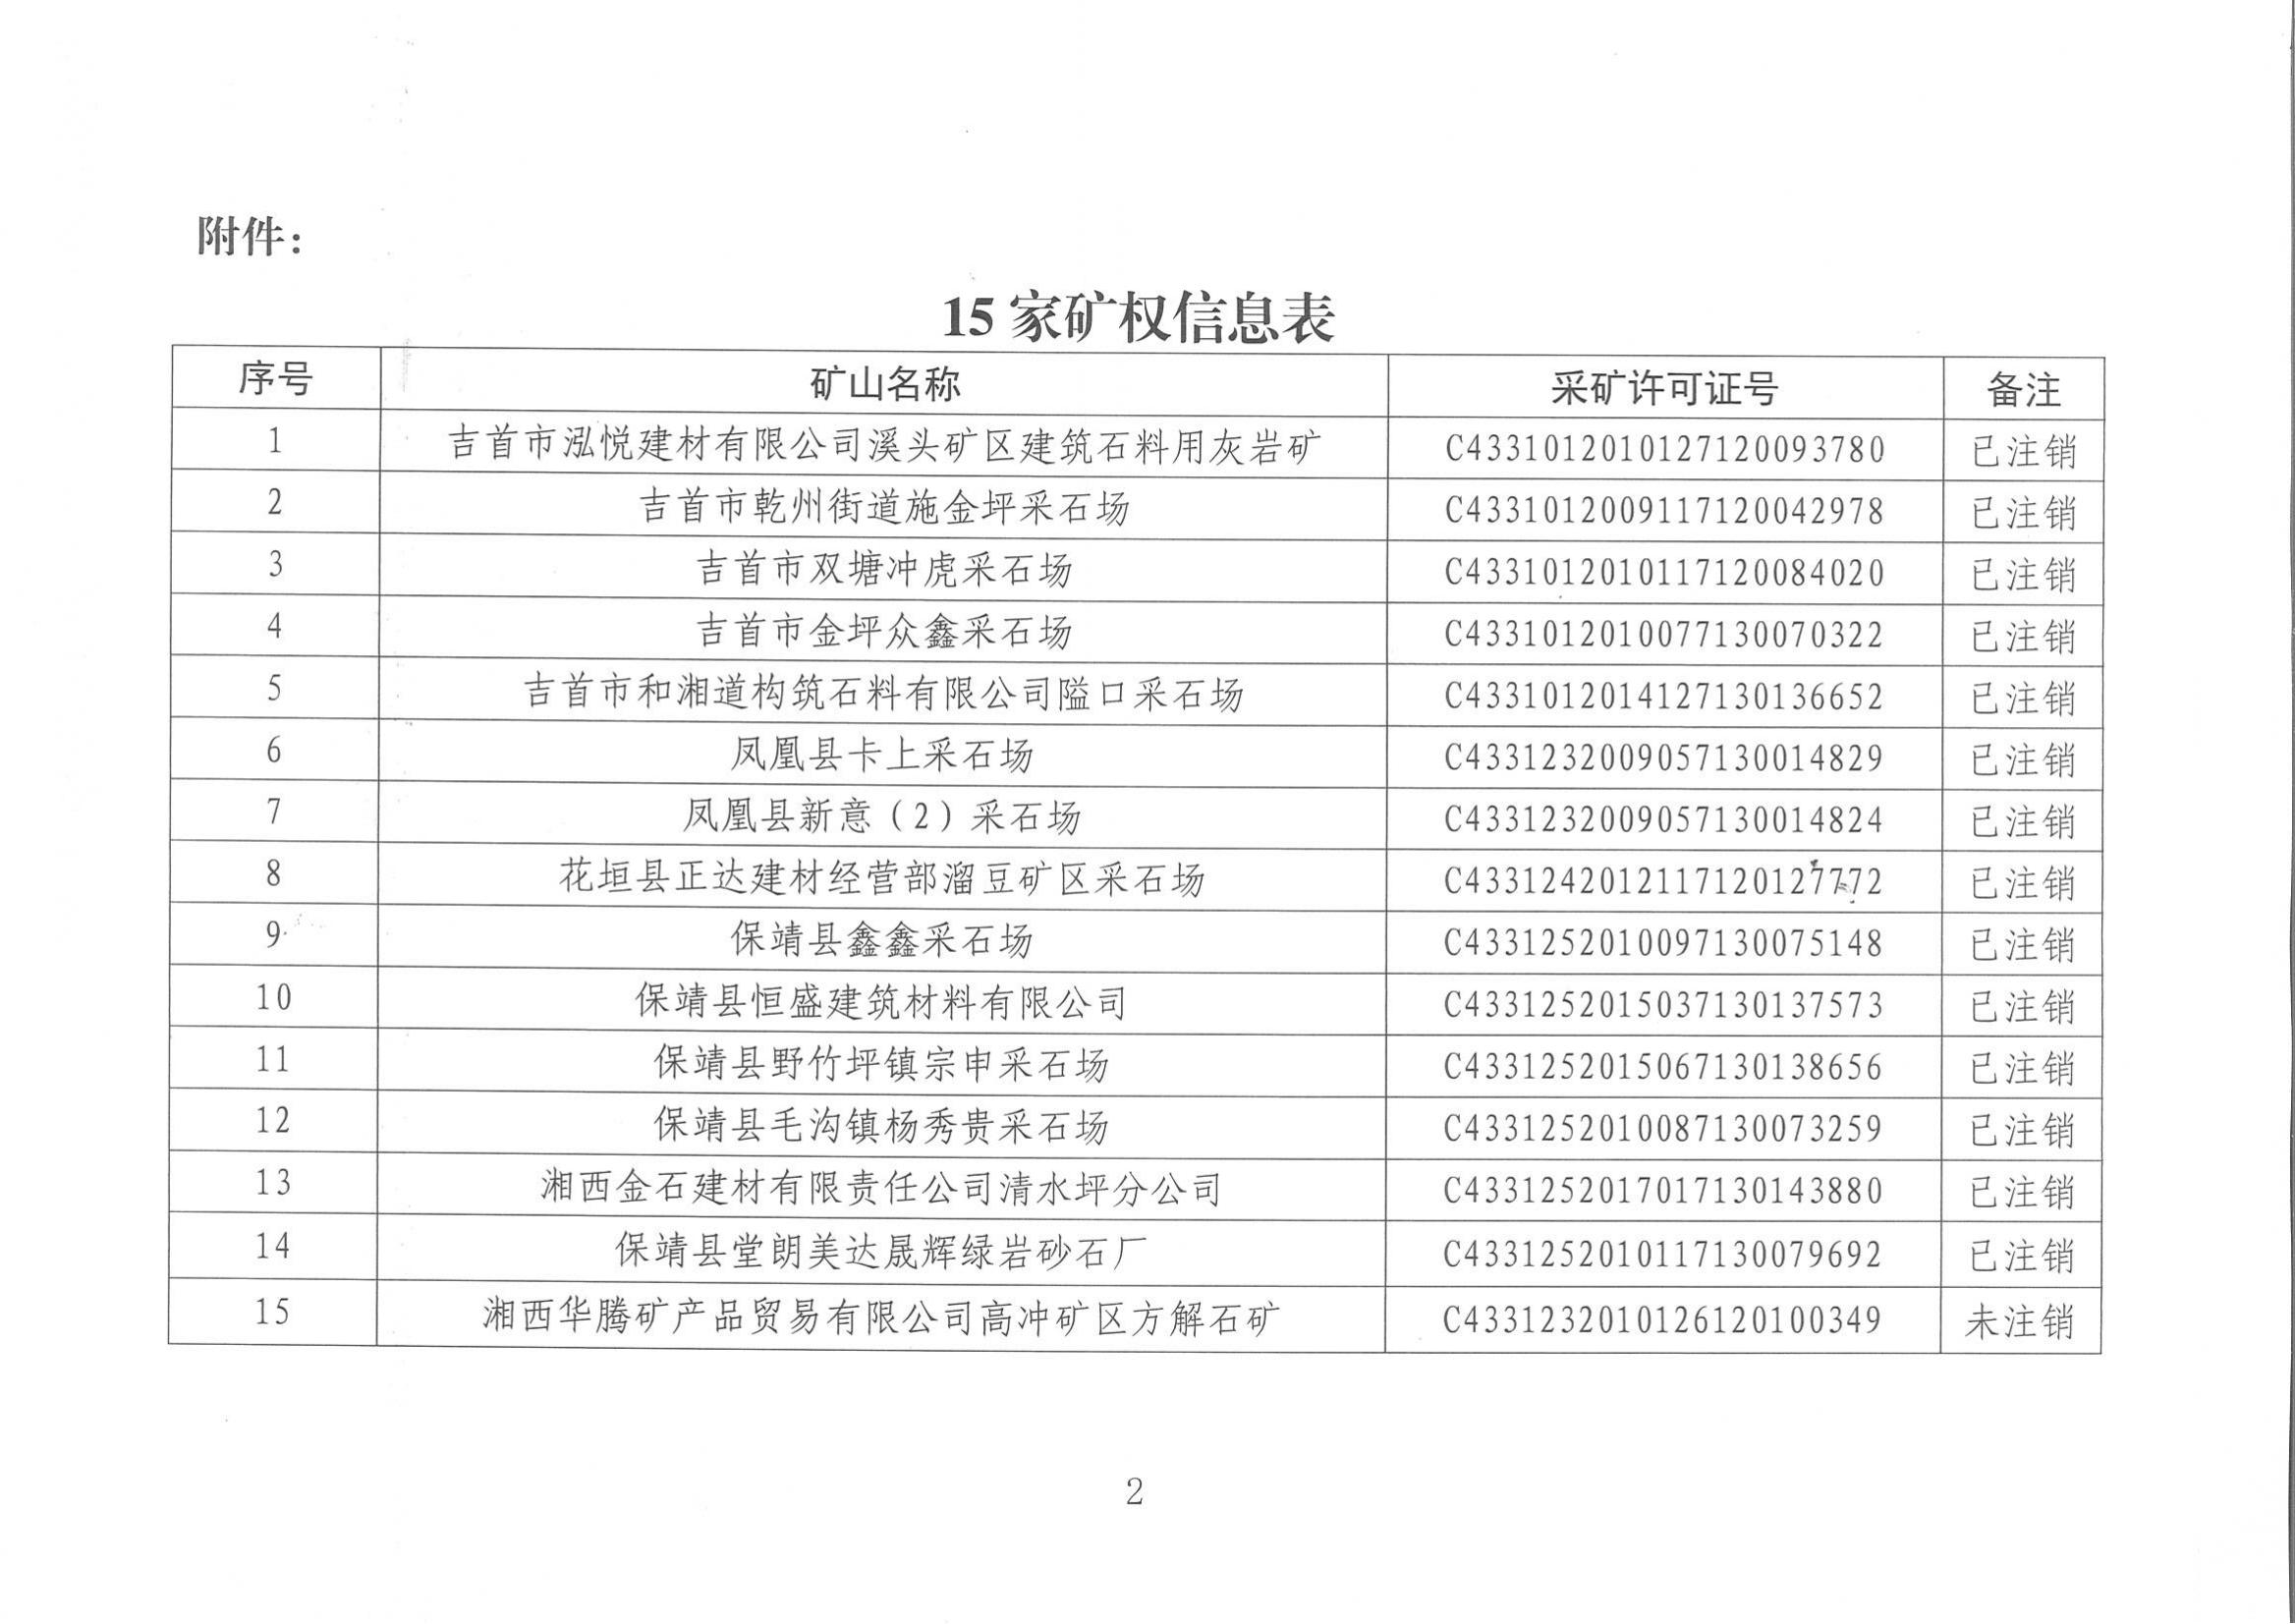 附件：
15 家矿权信息表
序号 矿山名称 采矿许可证号 备注
1 吉首市泓悦建材有限公司溪头矿区建筑石料用灰岩矿 C4331012010127120093780 已注销
2 吉首市乾州街道施金坪采石场 C4331012009117120042978 已注销
3 吉首市双塘冲虎采石场 C4331012010117120084020 已注销
4 吉首市金坪众鑫采石场 C4331012010077130070322 已注销
5 吉首市和湘道构筑石料有限公司隘口采石场 C4331012014127130136652 已注销
6 凤凰县卡上采石场 C4331232009057130014829 已注销
7 凤凰县新意（2）采石场 C4331232009057130014824 已注销
8 花垣县正达建材经营部溜豆矿区采石场 C4331242012117120127772 已注销
9 保靖县鑫鑫采石场 C4331252010097130075148 已注销
10 保靖县恒盛建筑材料有限公司 C4331252015037130137573 已注销
11 保靖县野竹坪镇宗申采石场 C4331252015067130138656 已注销
12 保靖县毛沟镇杨秀贵采石场 C4331252010087130073259 已注销
13 湘西金石建材有限责任公司清水坪分公司 C4331252017017130143880 已注销
14 保靖县堂朗美达晟辉绿岩砂石厂 C4331252010117130079692 已注销
15 湘西华腾矿产品贸易有限公司高冲矿区方解石矿 C4331232010126120100349 未注销
2